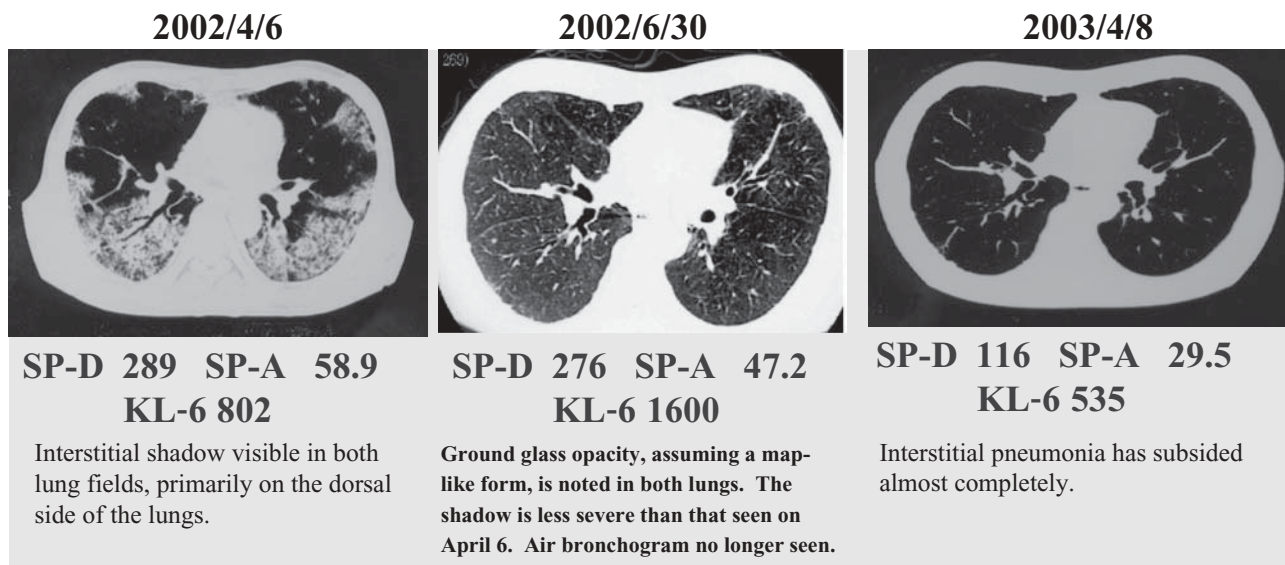 2002/4/6
2002/6/30
2003/4/8
269)
SP-D 289 SP-A 58.9
KL-6 802
Interstitial shadow visible in both
lung fields, primarily on the dorsal
side of the lungs.
SP-D 276 SP-A 47.2
KL-6 1600
Ground glass opacity, assuming a map-
like form, is noted in both lungs. The
shadow is less severe than that seen on
April 6. Air bronchogram no longer seen.
SP-D 116 SP-A 29.5
KL-6 535
Interstitial pneumonia has subsided
almost completely.